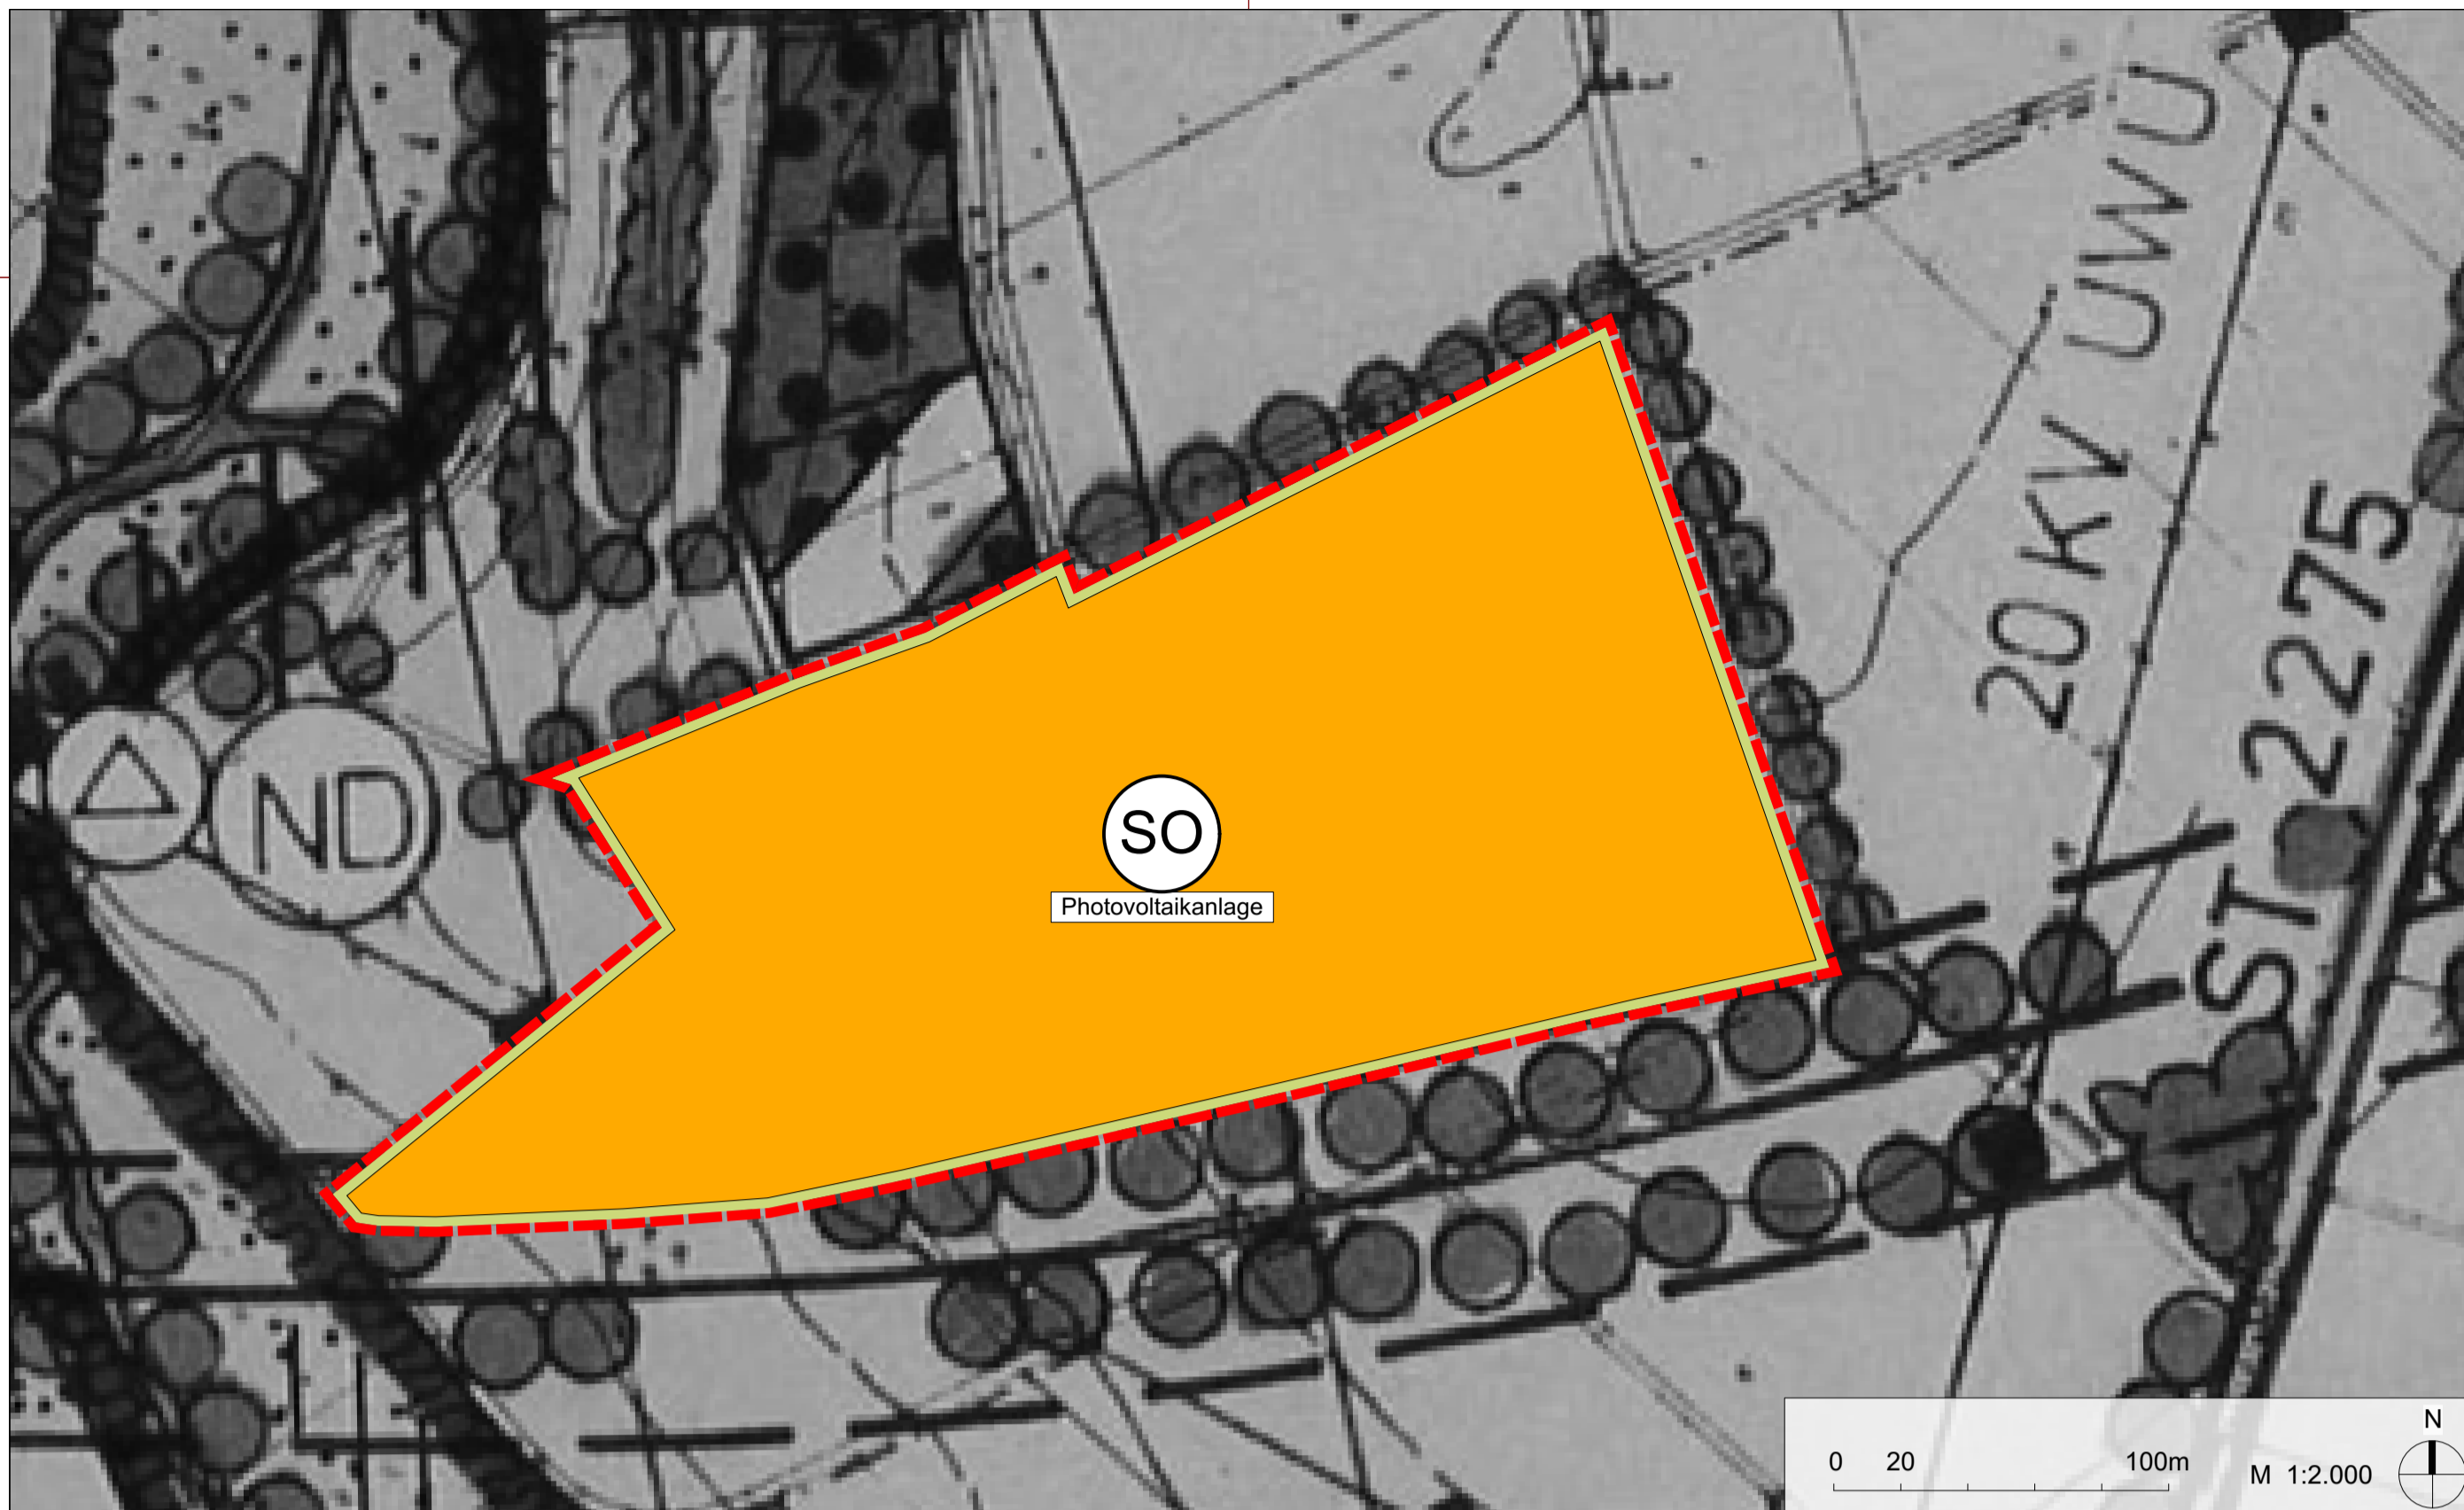 20 KV UWU
ST 2275
ND
SO
Photovoltaikanlage
N
0 20 100m
M 1:2.000